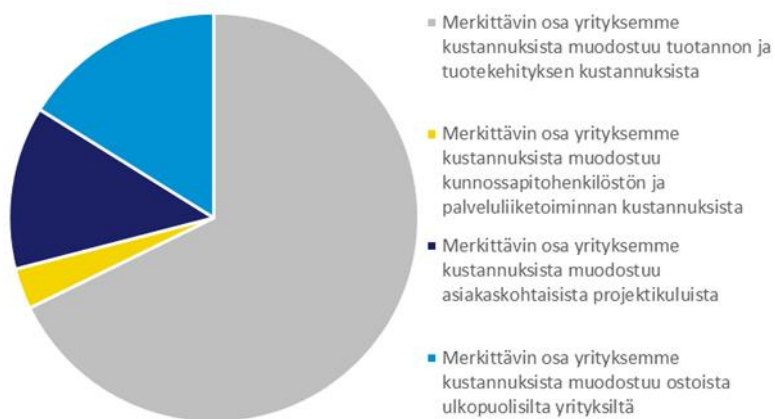 Merkittävin osa yrityksemme
kustannuksista muodostuu tuotannon ja
tuotekehityksen kustannuksista
Merkittävin osa yrityksemme
kustannuksista muodostuu
kunnossapitohenkilöstön ja
palveluliiketoiminnan kustannuksista
Merkittävin osa yrityksemme
kustannuksista muodostuu
asiakaskohtaisista projektikuluista
Merkittävin osa yrityksemme
kustannuksista muodostuu ostoista
ulkopuolisilta yrityksiltä